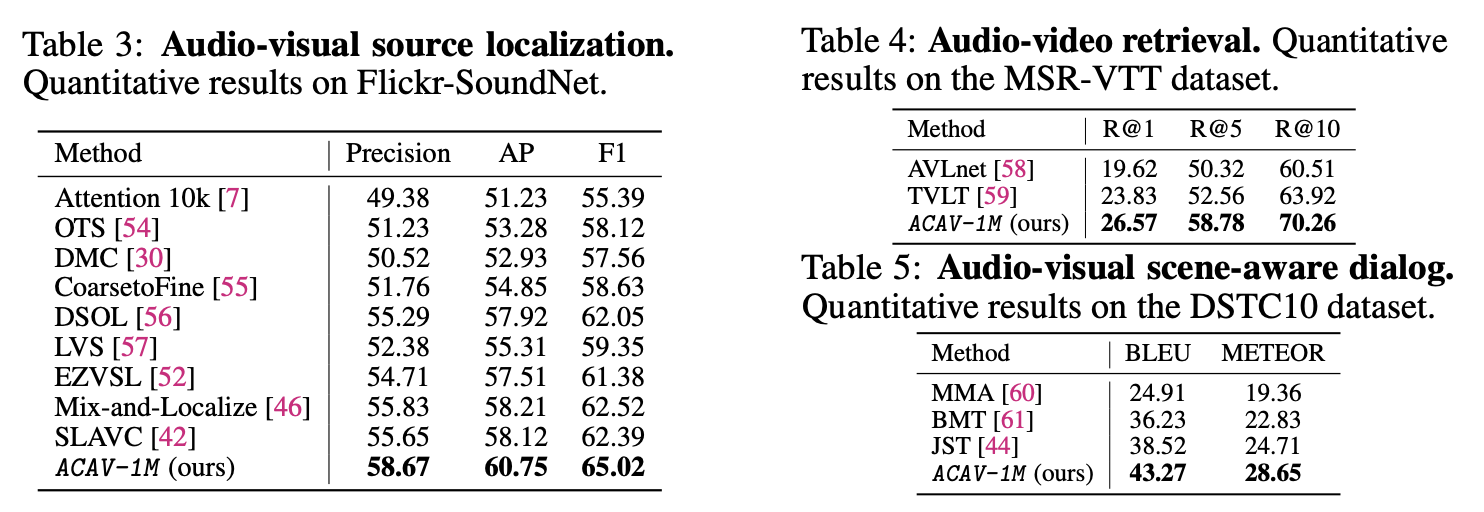 Table 3: Audio-visual source localization.
Quantitative results on Flickr-SoundNet.
Method Precision AP F1
Attention 10k [7] 49.38 51.23 55.39
OTS [54] 51.23 53.28 58.12
DMC [30] 50.52 52.93 57.56
CoarsetoFine [55] 51.76 54.85 58.63
DSOL [56] 55.29 57.92 62.05
LVS [57] 52.38 55.31 59.35
EZVSL [52] 54.71 57.51 61.38
Mix-and-Localize [46] 55.83 58.21 62.52
SLAVC [42] 55.65 58.12 62.39
ACAV-1M (ours) 58.67 60.75 65.02
Table 4: Audio-video retrieval. Quantitative
results on the MSR-VTT dataset.
Method R@1 R@5 R@10
AVLnet [58] 19.62 50.32 60.51
TVLT [59] 23.83 52.56 63.92
ACAV-1M (ours) 26.57 58.78 70.26
Table 5: Audio-visual scene-aware dialog.
Quantitative results on the DSTC10 dataset.
Method BLEU METEOR
MMA [60] 24.91 19.36
BMT [61] 36.23 22.83
JST [44] 38.52 24.71
ACAV-1M (ours) 43.27 28.65